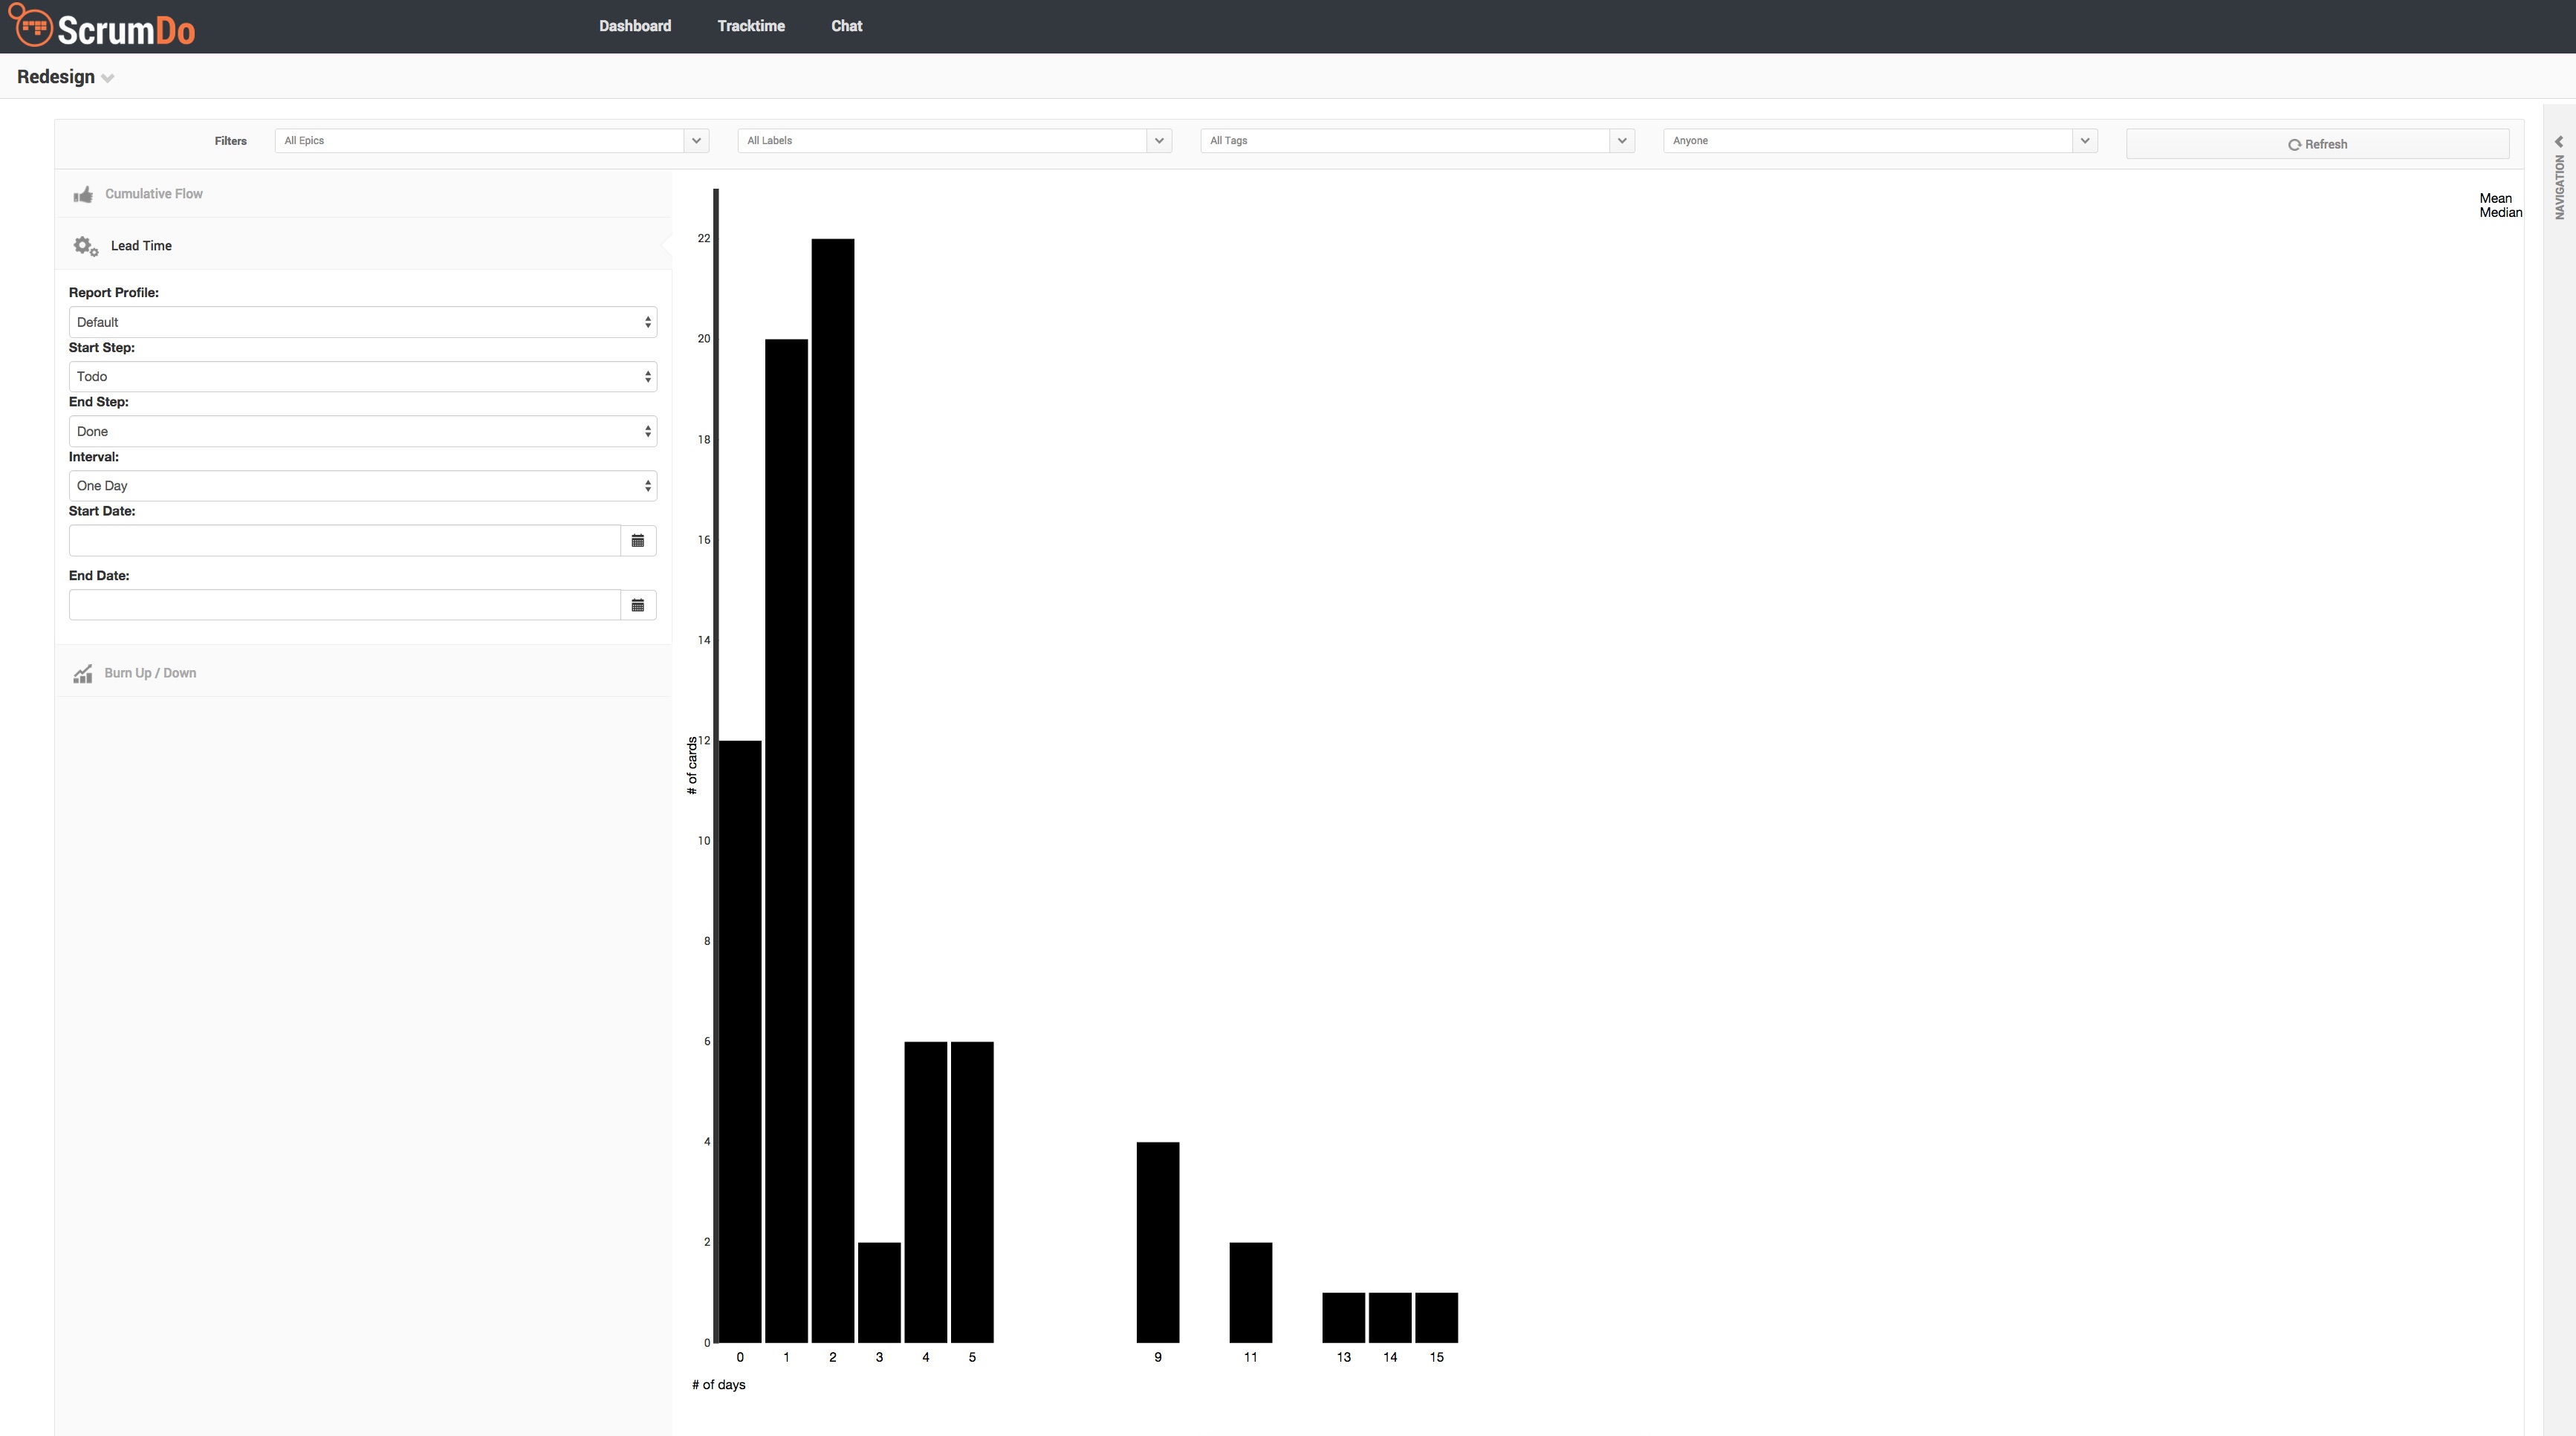 ScrumDo
Dashboard Tracktime Chat
Redesign
Filters All Epics All Labels All Tags Anyone Refresh
NAVIGATION
Cumulative Flow
Lead Time
Report Profile:
Default
Start Step:
Todo
End Step:
Done
Interval:
One Day
Start Date:
End Date:
Burn Up / Down
Mean
Median
22
20
18
16
14
12
10
8
6
4
2
0
# of cards
0 1 2 3 4 5 9 11 13 14 15
# of days